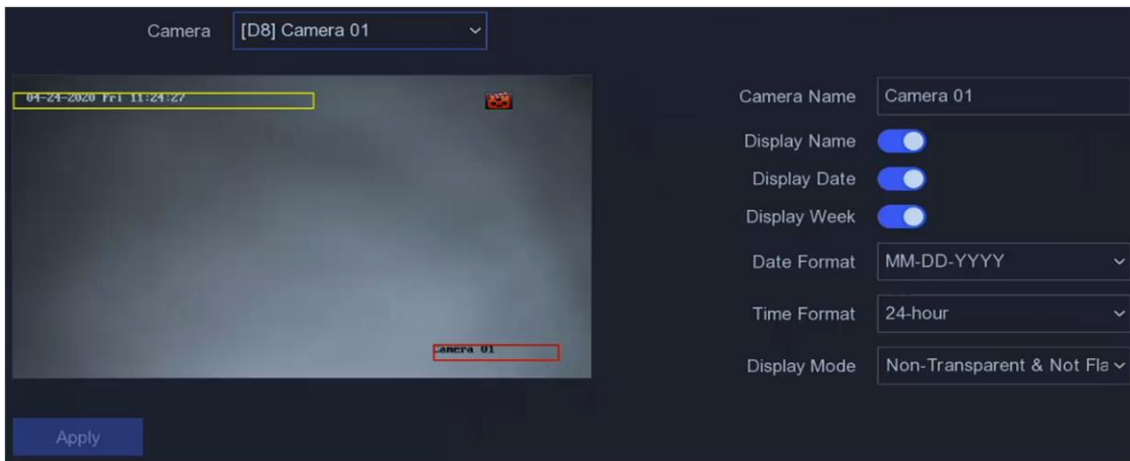 Camera [D8] Camera 01
04-24-2020 Fri 11:24:27
Camera 01
Camera Name Camera 01
Display Name
Display Date
Display Week
Date Format MM-DD-YYYY
Time Format 24-hour
Display Mode Non-Transparent & Not Fla
Apply